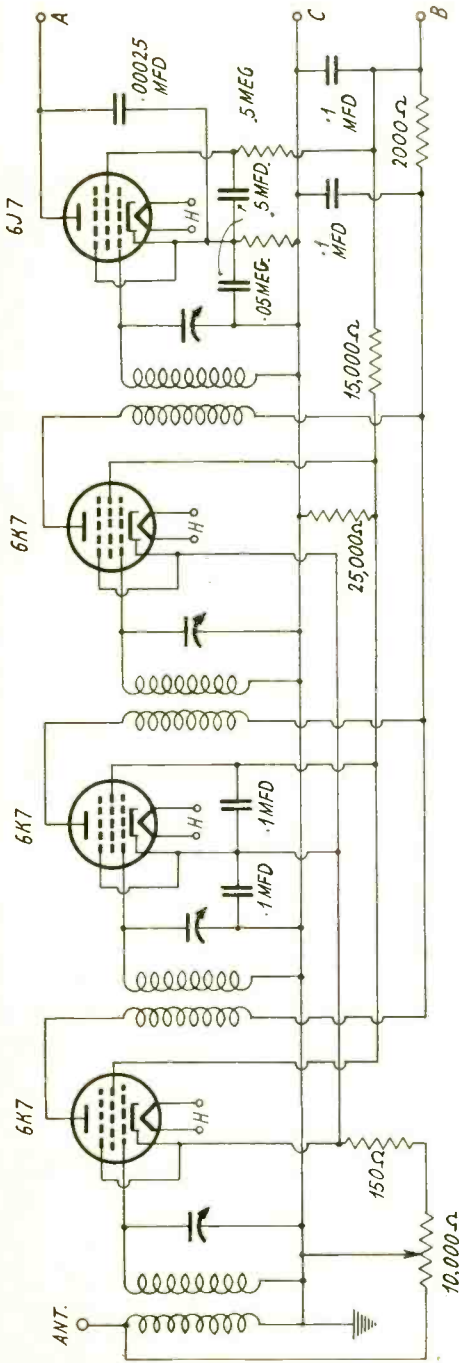 ANT.
6K7
6K7
6K7
6J7
A
C
B
H
H
H
H
.00025
MFD
.5 MEG
.5 MFD.
.05 MEG.
.1
MFD
.1
MFD
.1 MFD
.1 MFD
2000Ω
15,000Ω
25,000Ω
150Ω
10,000Ω